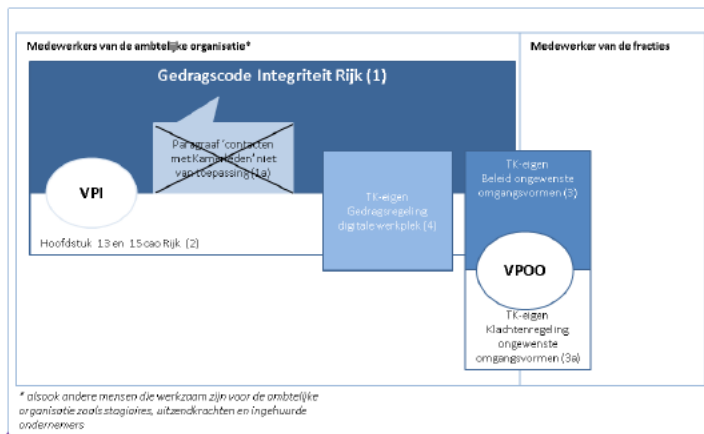 Medewerkers van de ambtelijke organisatie*
Medewerker van de fracties
Gedragscode Integriteit Rijk (1)
Paragraaf 'contacten
met Kamerleden' niet
van toepassing (1a)
VPI
Hoofdstuk 13 en 15 cao Rijk (2)
TK-eigen
Gedragsregeling
digitale werkplek (4)
TK-eigen
Beleid ongewenste
omgangsvormen (3)
VPOO
TK-eigen
Klachtenregeling
ongewenste
omgangsvormen (3a)
* alsook andere mensen die werkzaam zijn voor de ambtelijke
organisatie zoals stagiaires, uitzendkrachten en ingehuurde
ondernemers